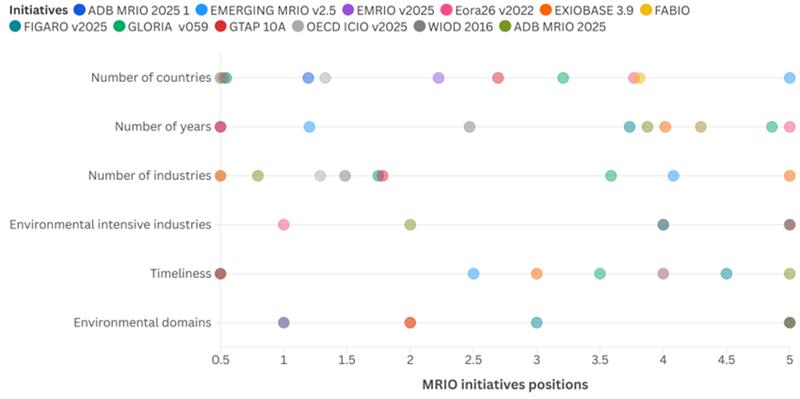 Initiatives ADB MRIO 2025 1 EMERGING MRIO v2.5 EMRIO v2025 Eora26 v2022 EXIOBASE 3.9 FABIO
FIGARO v2025 GLORIA v059 GTAP 10A OECD ICIO v2025 WIOD 2016 ADB MRIO 2025
Number of countries
Number of years
Number of industries
Environmental intensive industries
Timeliness
Environmental domains
0.5 1 1.5 2 2.5 3 3.5 4 4.5 5
MRIO initiatives positions